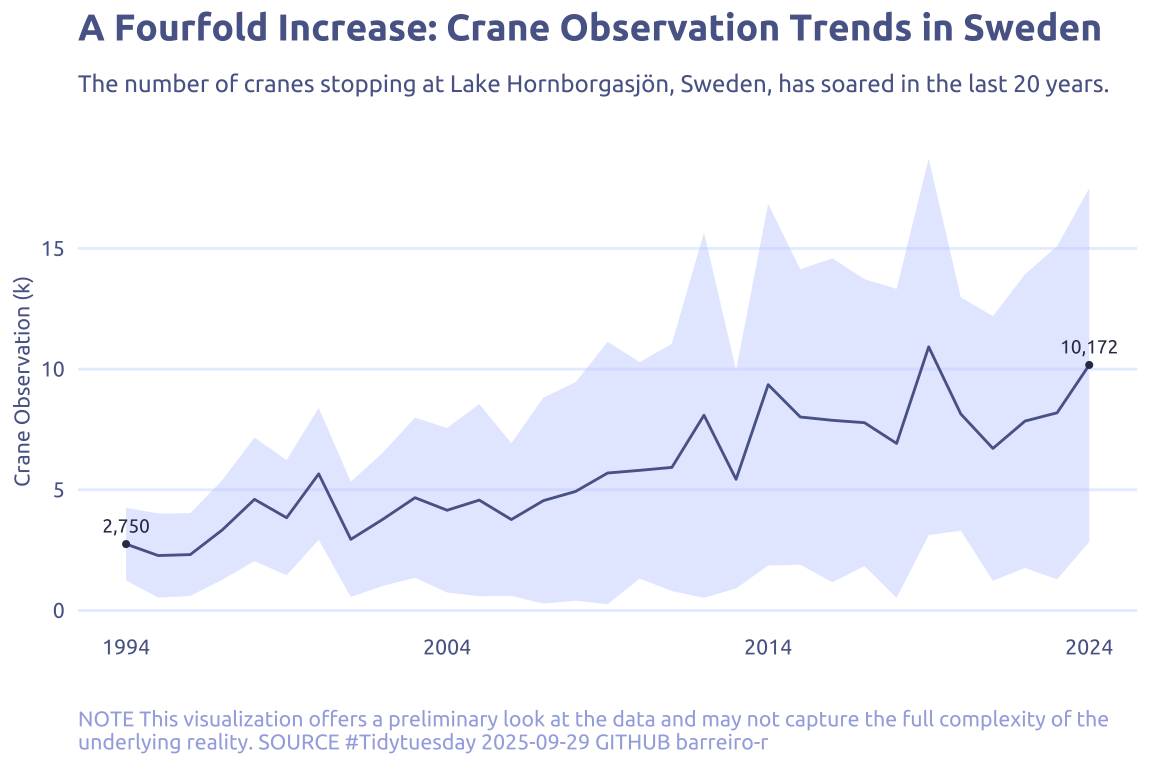 A Fourfold Increase: Crane Observation Trends in Sweden
The number of cranes stopping at Lake Hornborgasjön, Sweden, has soared in the last 20 years.
15
10
5
0
Crane Observation (k)
2,750
10,172
1994
2004
2014
2024
NOTE This visualization offers a preliminary look at the data and may not capture the full complexity of the
underlying reality. SOURCE #Tidytuesday 2025-09-29 GITHUB barreiro-r